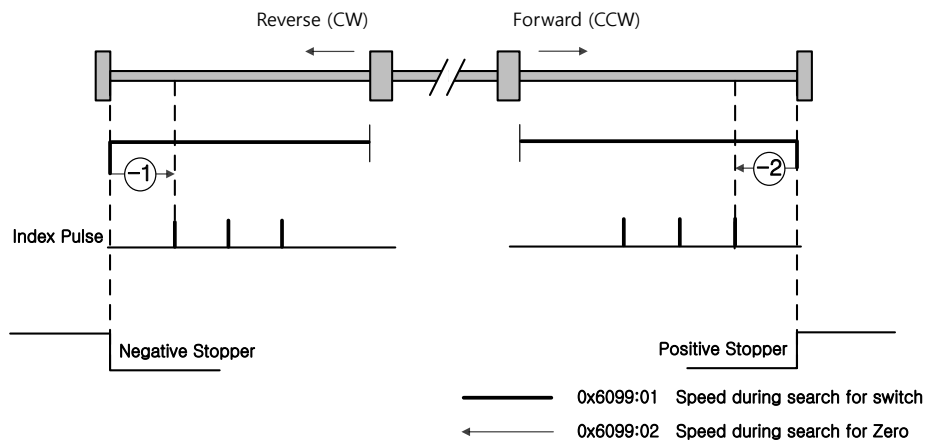 Reverse (CW)
Forward (CCW)
-1
-2
Index Pulse
Negative Stopper
Positive Stopper
0x6099:01 Speed during search for switch
0x6099:02 Speed during search for Zero